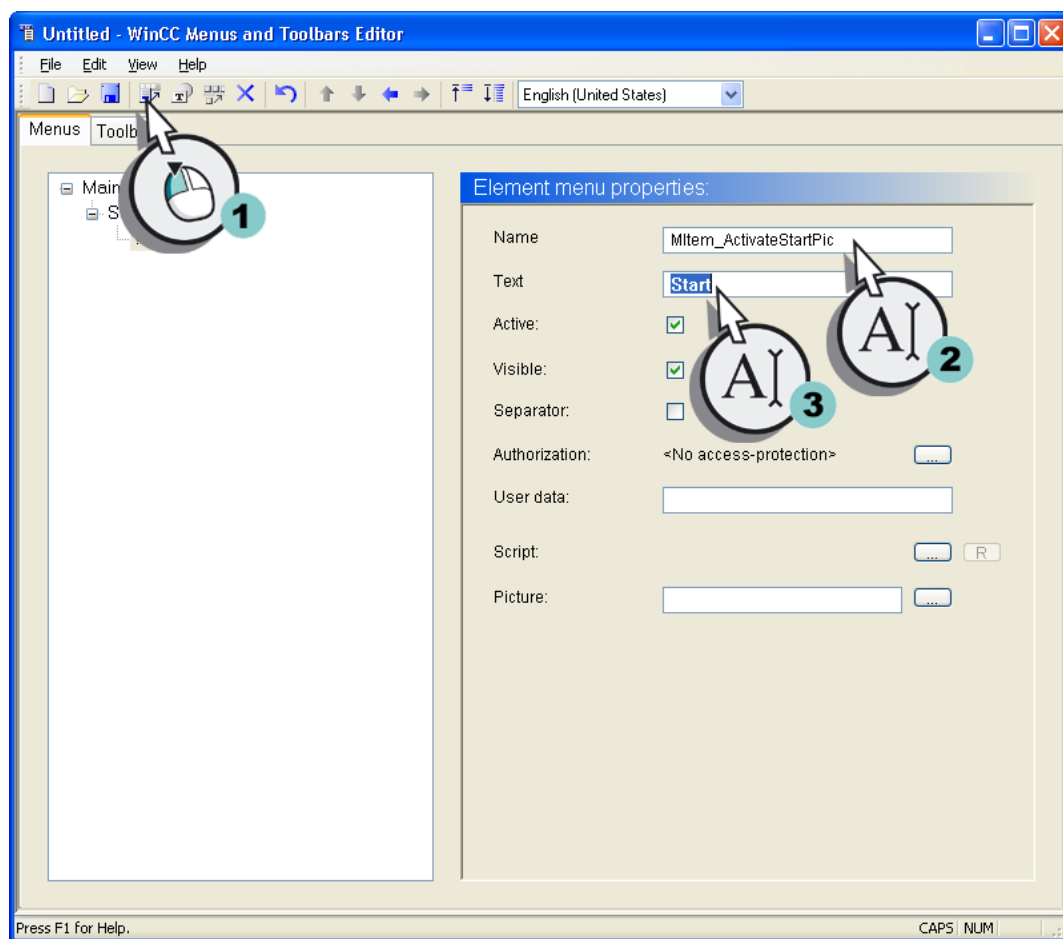 Untitled - WinCC Menus and Toolbars Editor
File Edit View Help
English (United States)
Menus Toolb
Main
S
1
Element menu properties:
Name MItem_ActivateStartPic
Text Start
Active:
Visible:
Separator:
A
2
A
3
Authorization: <No access-protection> ...
User data:
Script: ... R
Picture: ...
Press F1 for Help. CAPS NUM